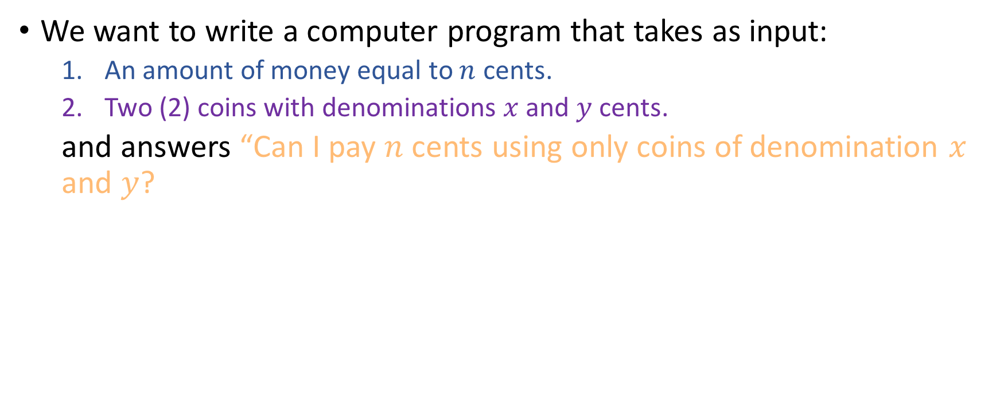 • We want to write a computer program that takes as input:
1. An amount of money equal to n cents.
2. Two (2) coins with denominations x and y cents.
and answers “Can I pay n cents using only coins of denomination x
and y?